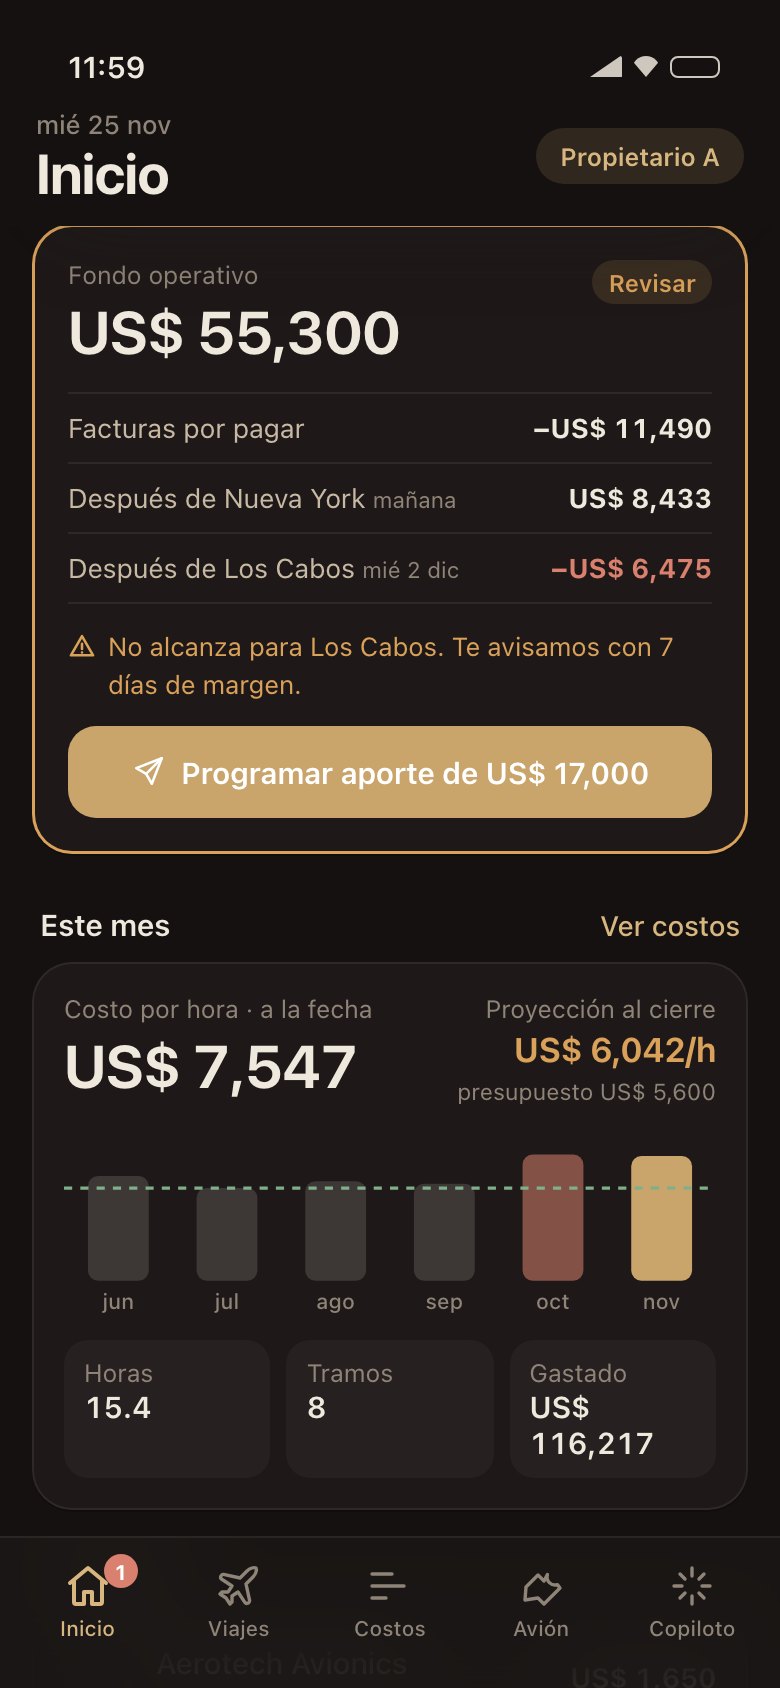 11:59
mié 25 nov
Inicio
Propietario A
Fondo operativo
Revisar
US$ 55,300
Facturas por pagar
–US$ 11,490
Después de Nueva York mañana
US$ 8,433
Después de Los Cabos mié 2 dic
–US$ 6,475
No alcanza para Los Cabos. Te avisamos con 7
días de margen.
Programar aporte de US$ 17,000
Este mes
Ver costos
Costo por hora · a la fecha
Proyección al cierre
US$ 7,547
US$ 6,042/h
presupuesto US$ 5,600
jun
jul
ago
sep
oct
nov
Horas
15.4
Tramos
8
Gastado
US$
116,217
1
Inicio
Viajes
Costos
Avión
Copiloto
Aerotech Avionics
US$ 1,650